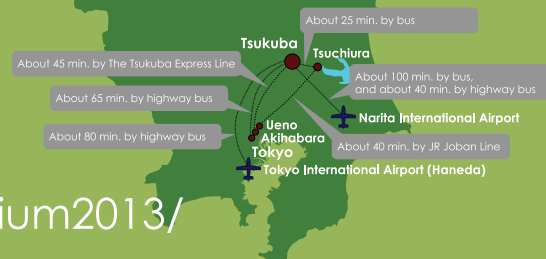 About 25 min. by bus
Tsukuba
Tsuchiura
About 45 min. by The Tsukuba Express Line
About 100 min. by bus,
and about 40 min. by highway bus
About 65 min. by highway bus
Narita International Airport
Ueno
About 80 min. by highway bus
Akihabara
About 40 min. by JR Joban Line
Tokyo
Tokyo International Airport (Haneda)
ium2013/